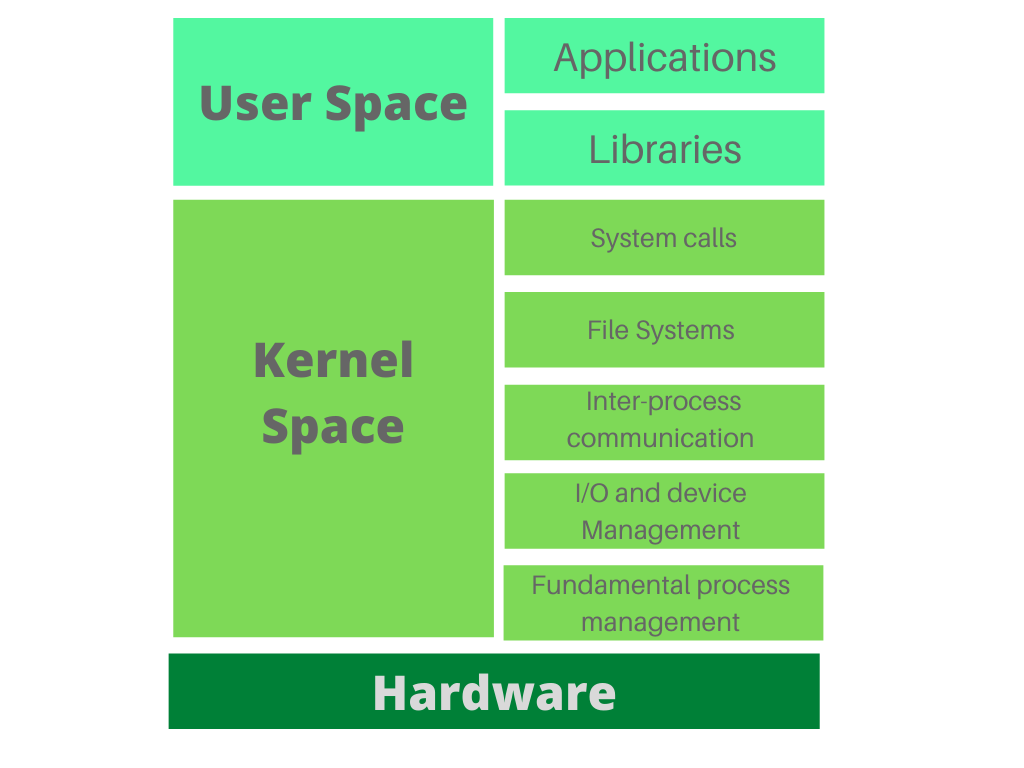 User Space
Applications
Libraries
Kernel
Space
System calls
File Systems
Inter-process
communication
I/O and device
Management
Fundamental process
management
Hardware